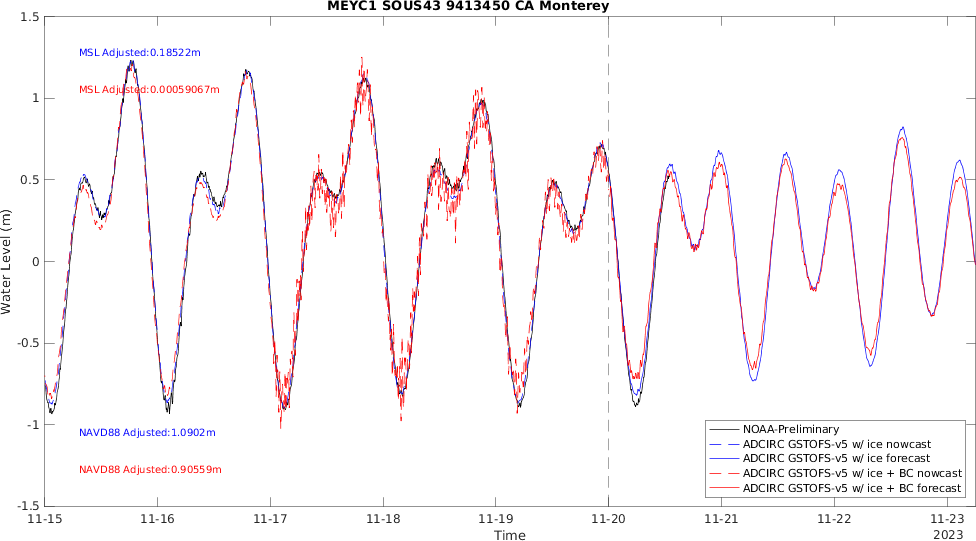 MEYC1 SOUS43 9413450 CA Monterey
1.5
MSL Adjusted:0.18522m
MSL Adjusted:0.00059067m
1
0.5
0
-0.5
-1
-1.5
Water Level (m)
NAVD88 Adjusted:1.0902m
NAVD88 Adjusted:0.90559m
NOAA-Preliminary
ADCIRC GSTOFS-v5 w/ ice nowcast
ADCIRC GSTOFS-v5 w/ ice forecast
ADCIRC GSTOFS-v5 w/ ice + BC nowcast
ADCIRC GSTOFS-v5 w/ ice + BC forecast
11-15 11-16 11-17 11-18 11-19 11-20 11-21 11-22 11-23
Time
2023